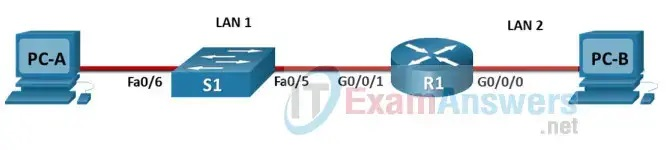 LAN 1
LAN 2
PC-A
PC-B
Fa0/6
S1
Fa0/5
G0/0/1
R1
G0/0/0
ITExamAnswers
.net